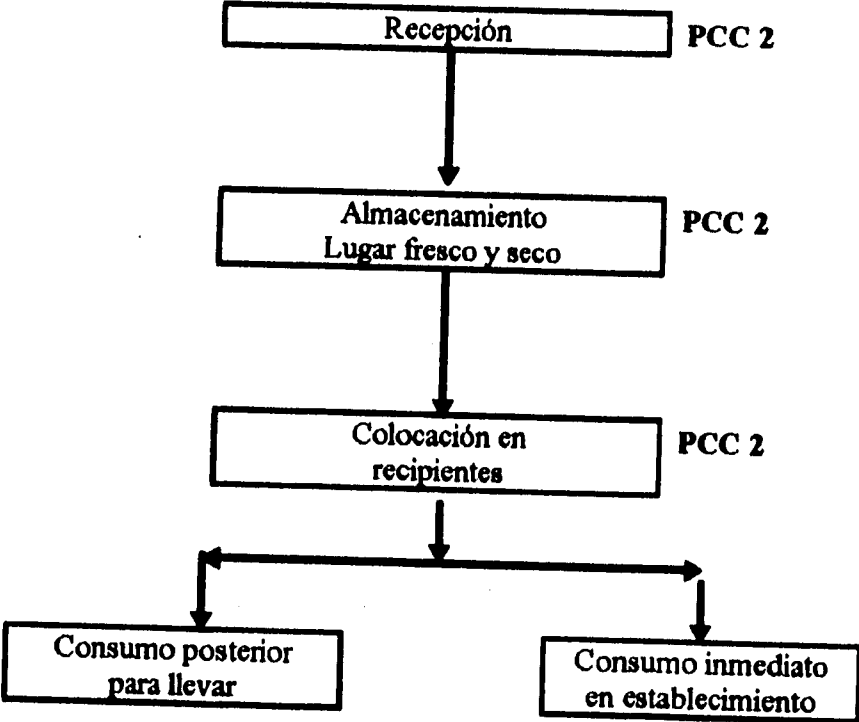 Recepción
PCC 2
Almacenamiento
Lugar fresco y seco
PCC 2
Colocación en
recipientes
PCC 2
Consumo posterior
para llevar
Consumo inmediato
en establecimiento